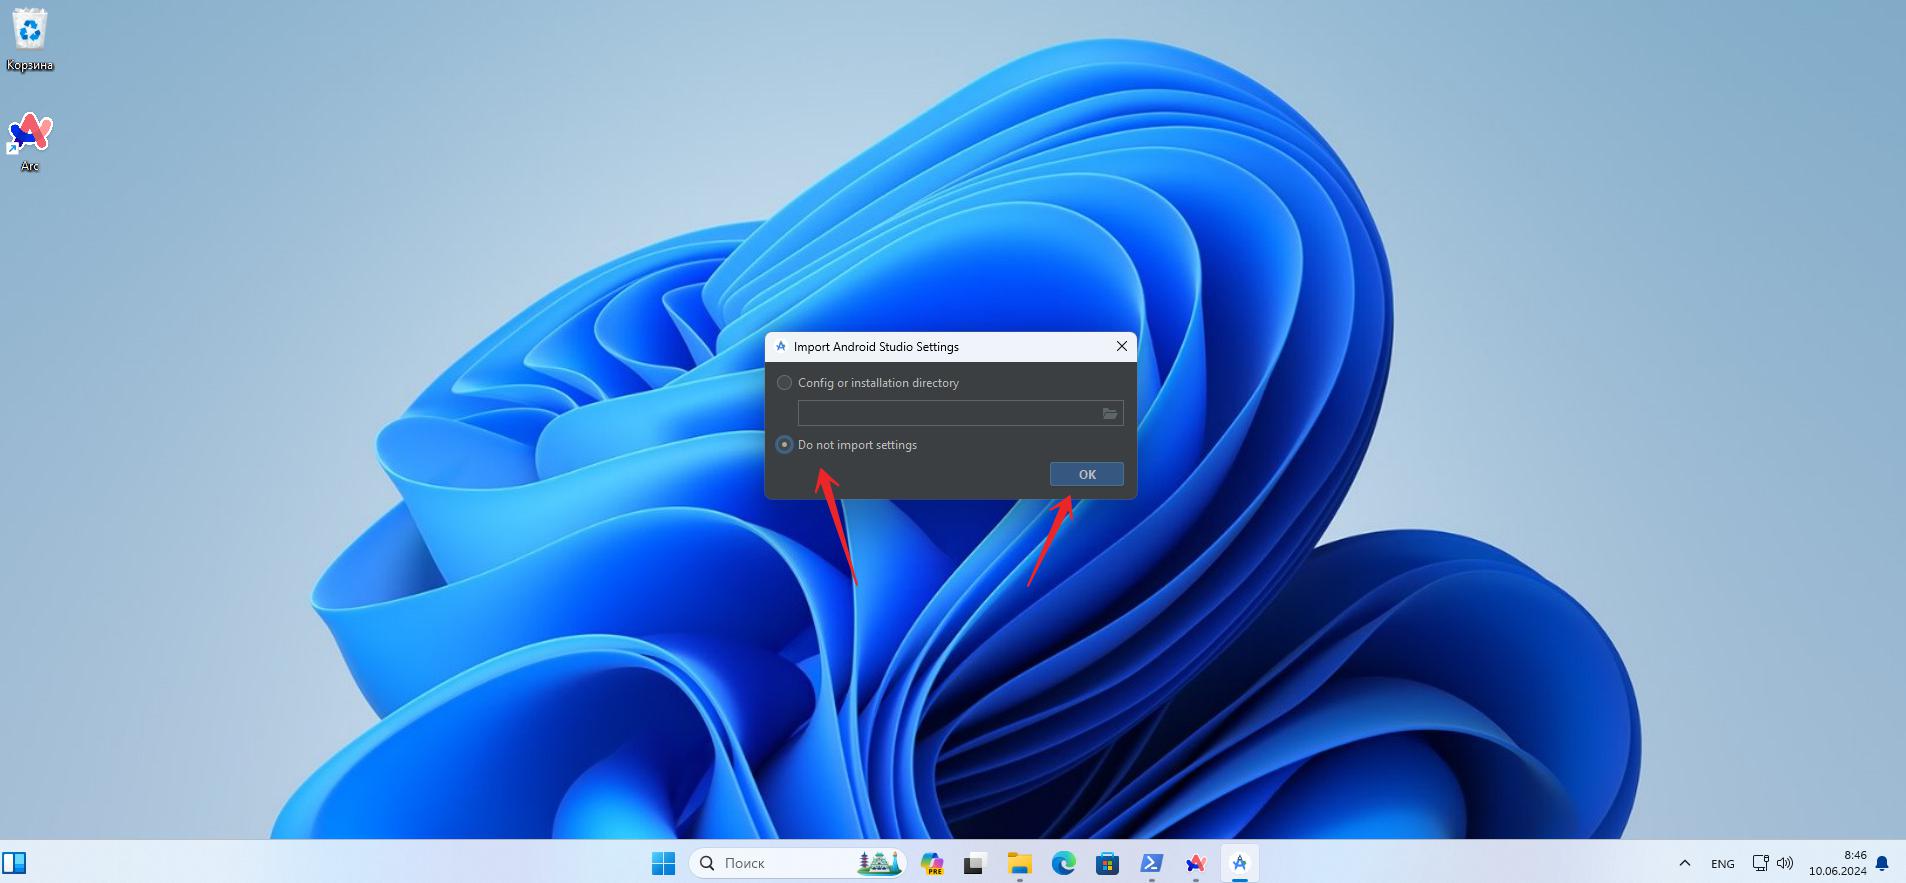 Корзина
Arc
Import Android Studio Settings
Config or installation directory
Do not import settings
OK
Поиск
PRE
ENG
8:46
10.06.2024